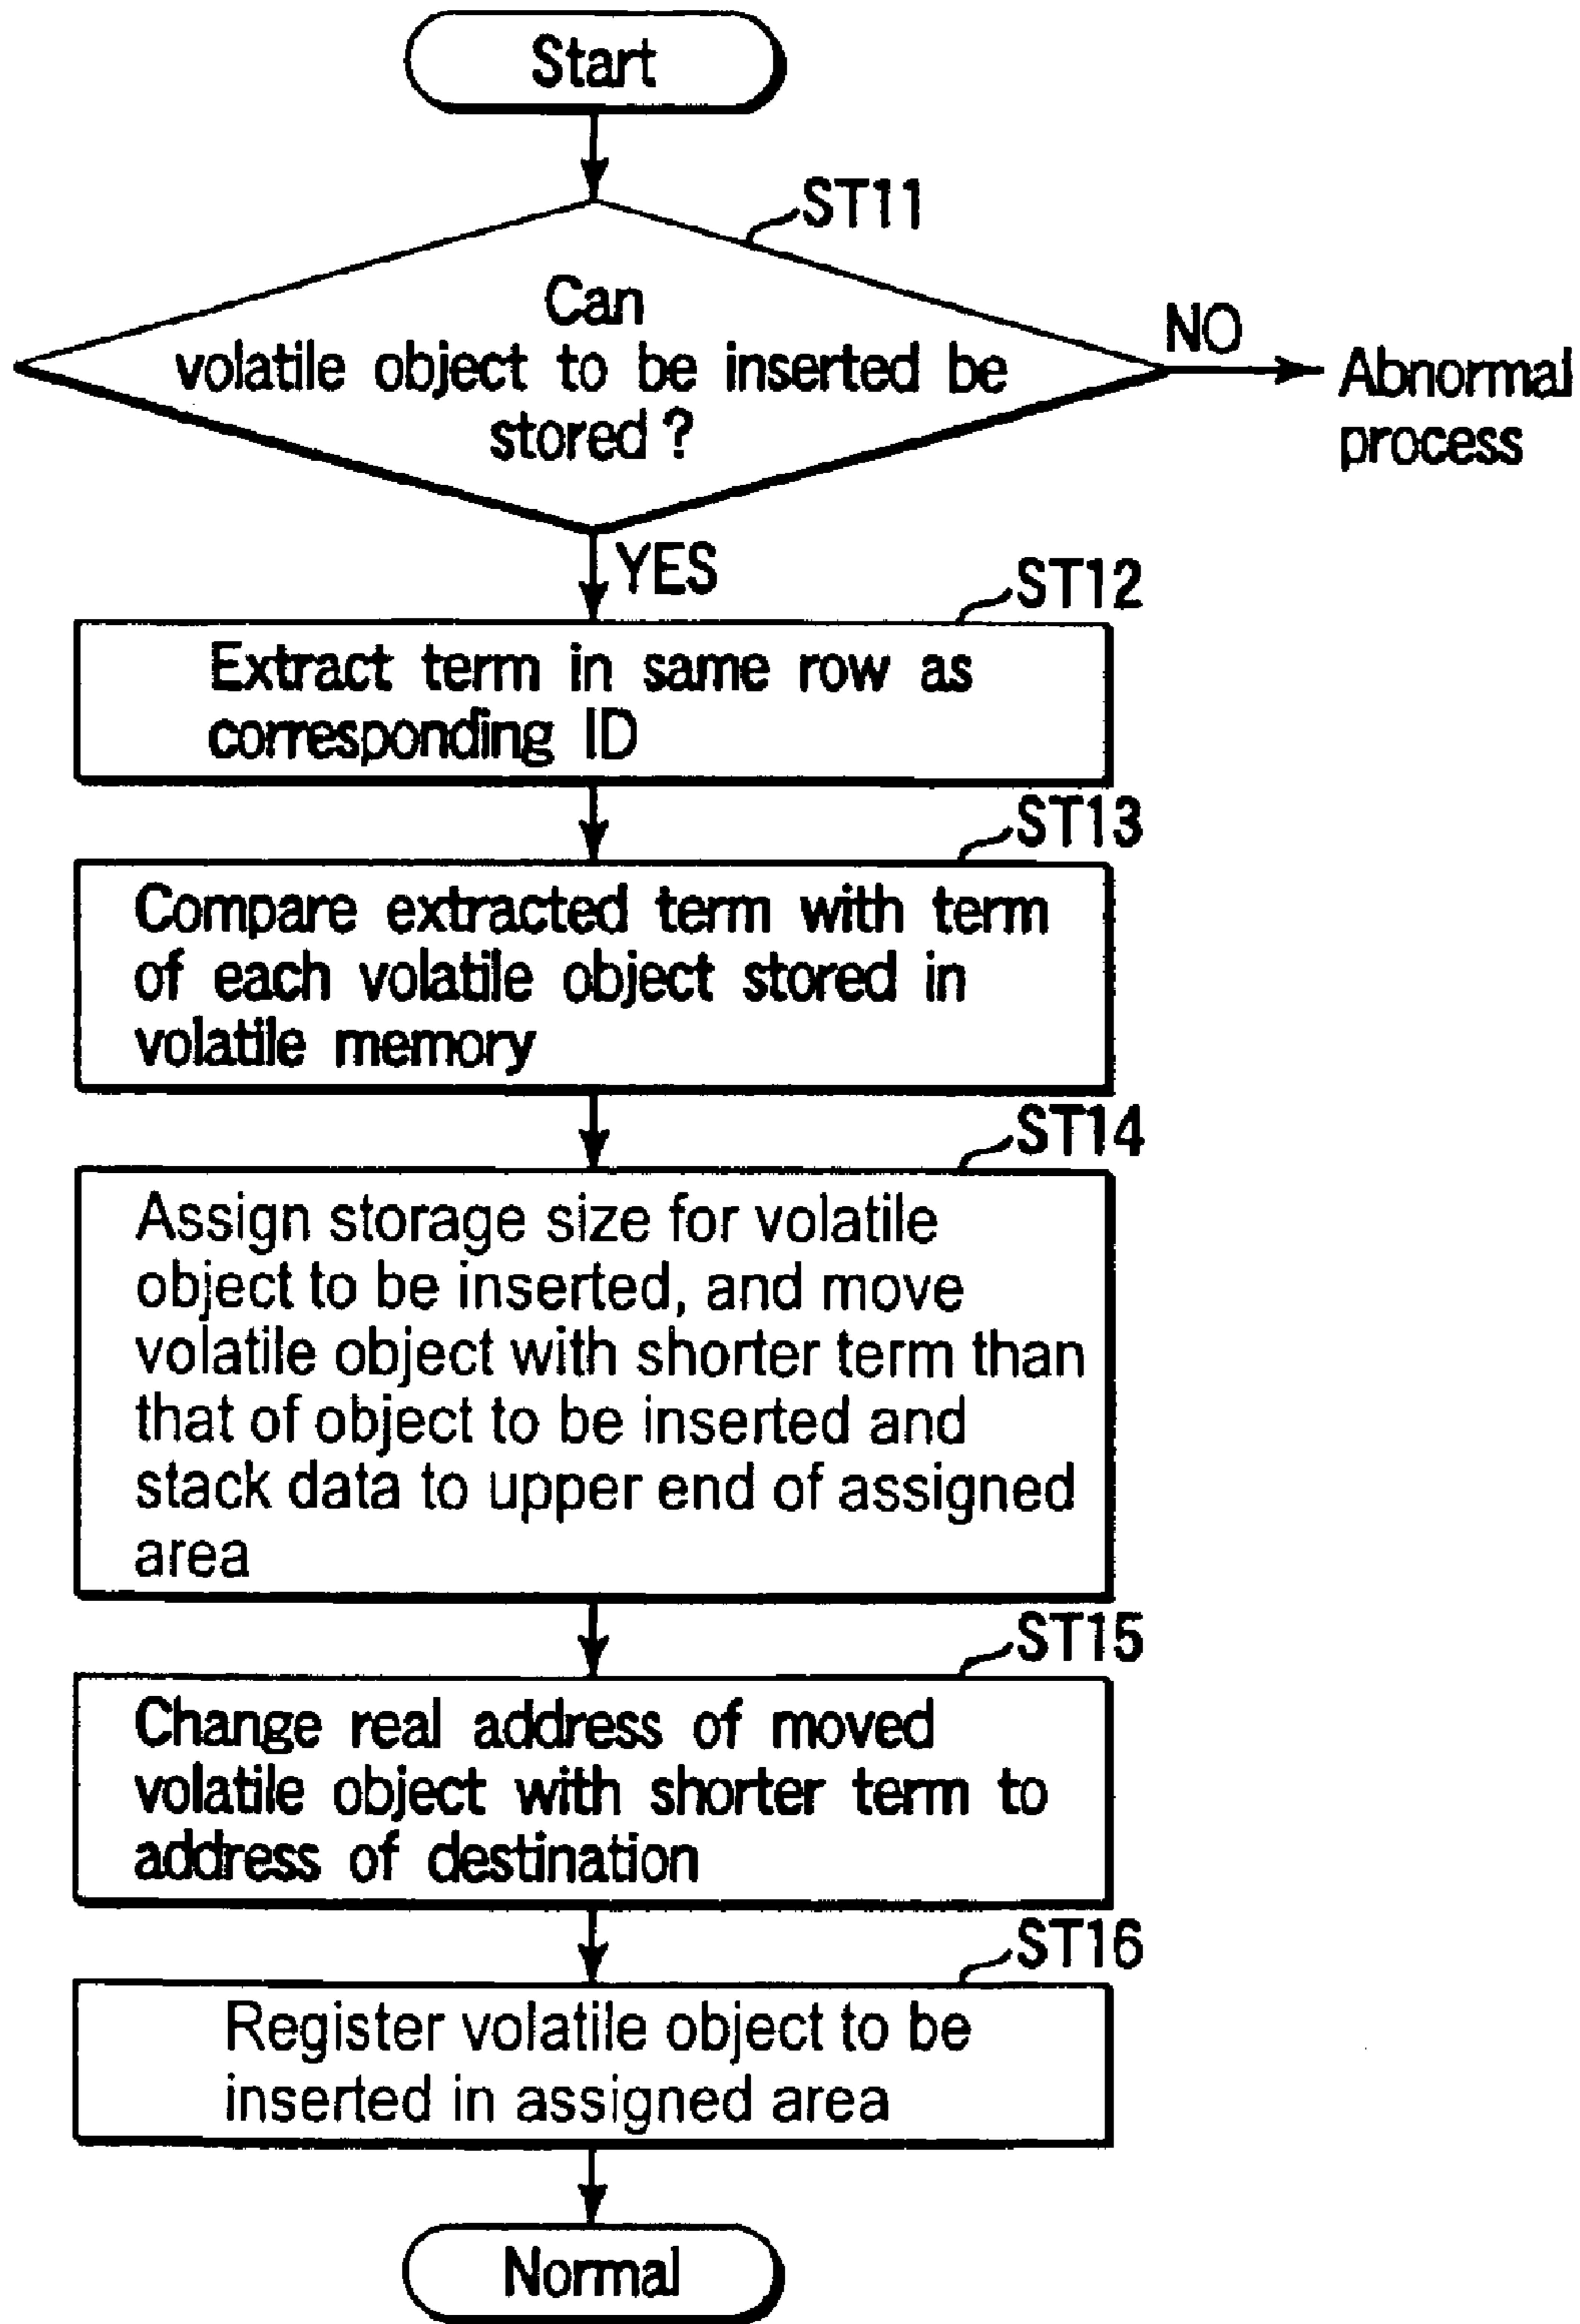 Start
ST11
Can
volatile object to be inserted be
stored ?
NO
Abnormal
process
YES
ST12
Extract term in same row as
corresponding ID
ST13
Compare extracted term with term
of each volatile object stored in
volatile memory
ST14
Assign storage size for volatile
object to be inserted, and move
volatile object with shorter term than
that of object to be inserted and
stack data to upper end of assigned
area
ST15
Change real address of moved
volatile object with shorter term to
address of destination
ST16
Register volatile object to be
inserted in assigned area
Normal